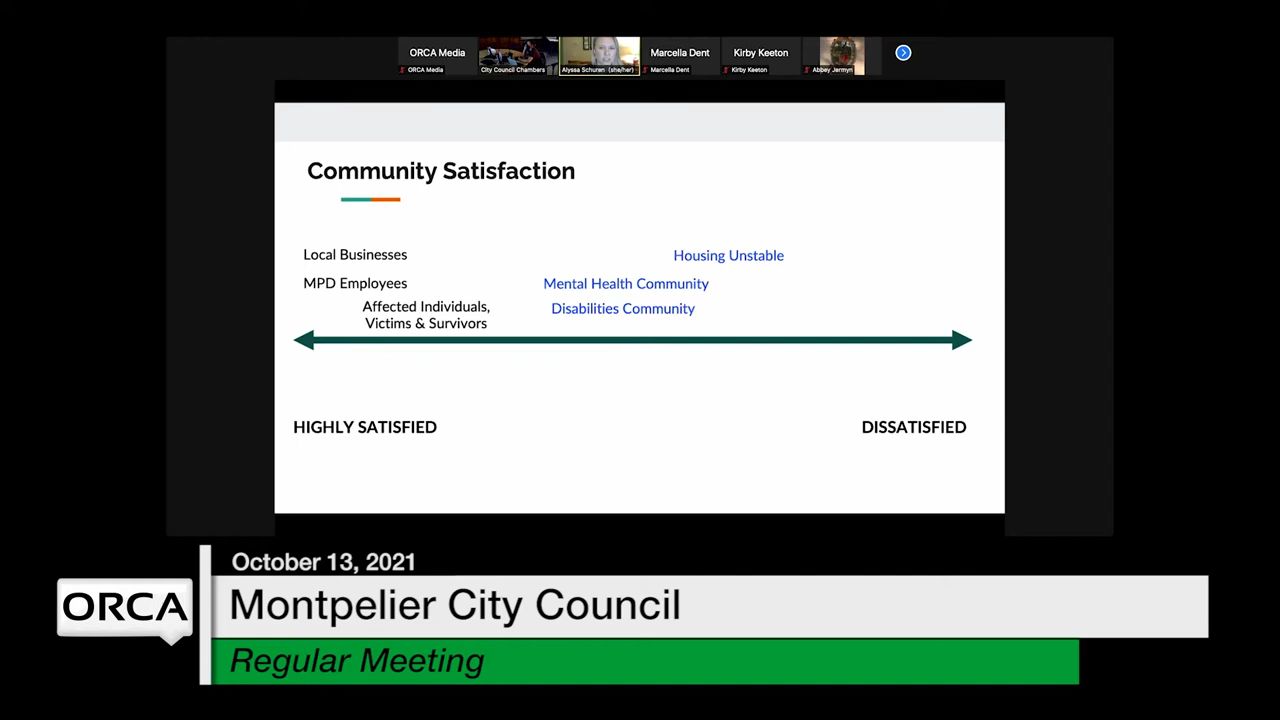 ORCA Media
Marcella Dent
Kirby Keeton
ORCA Media
City Council Chambers
Alyssa Schuren (she/her)
Marcella Dent
Kirby Keeton
Abbey Jermyn
Community Satisfaction
Local Businesses
Housing Unstable
MPD Employees
Mental Health Community
Affected Individuals,
Victims & Survivors
Disabilities Community
HIGHLY SATISFIED
DISSATISFIED
October 13, 2021
ORCA
Montpelier City Council
Regular Meeting